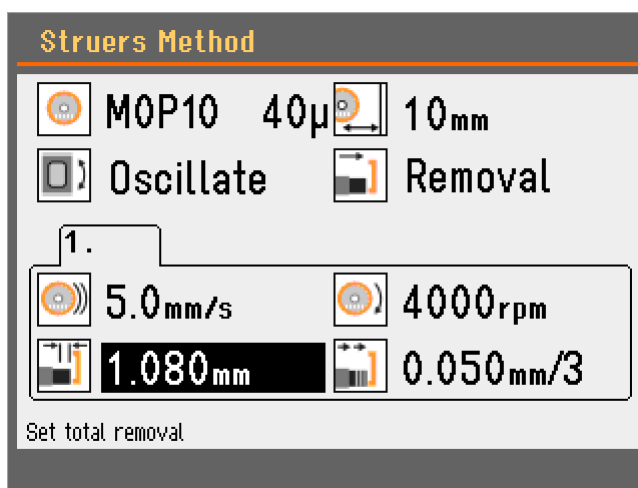 Struers Method
MOP10 40µ 10mm
Oscillate Removal
1.
5.0mm/s 4000rpm
1.080mm 0.050mm/3
Set total removal